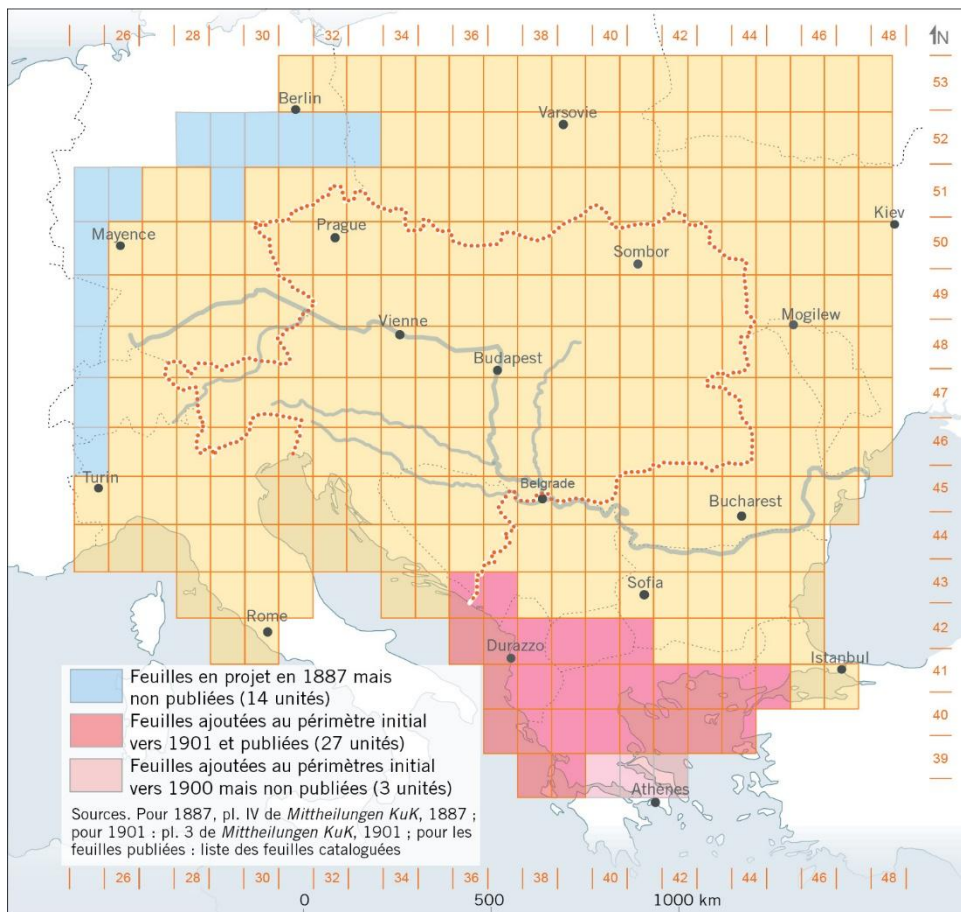 26 28 30 32 34 36 38 40 42 44 46 48
N
53
Berlin
Varsovie
52
51
Kiev
Mayence
Prague
50
Sombor
49
Vienne
Mogilew
48
Budapest
47
46
Turin
Belgrade
45
Bucharest
44
Sofia
43
Rome
Durazzo
42
Istanbul
41
Feuilles en projet en 1887 mais
non publiées (14 unités)
40
Feuilles ajoutées au périmètre initial
vers 1901 et publiées (27 unités)
39
Feuilles ajoutées au périmètres initial
vers 1900 mais non publiées (3 unités)
Athènes
Sources. Pour 1887, pl. IV de Mittheilungen KuK, 1887 ;
pour 1901 : pl. 3 de Mittheilungen KuK, 1901 ; pour les
feuilles publiées : liste des feuilles cataloguées
26 28 30 32 34 36 38 40 42 44 46 48
0 500 1000 km